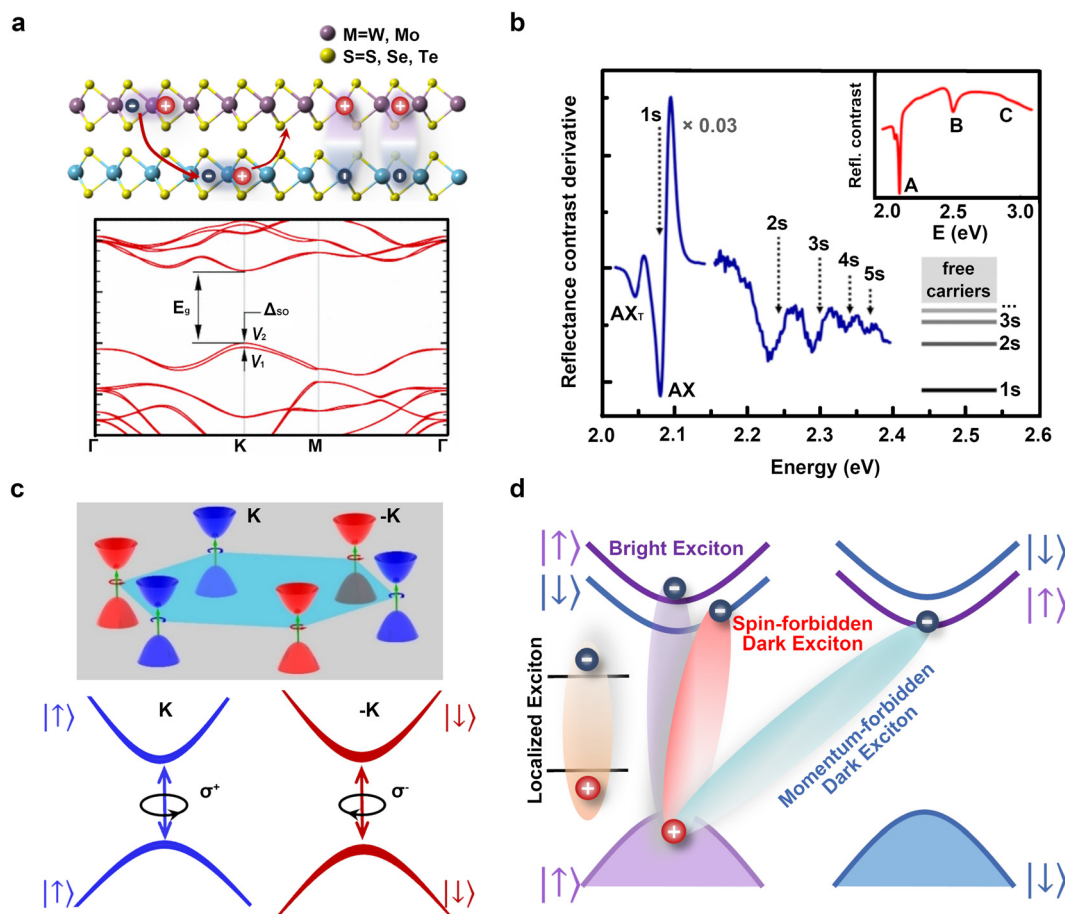 a
M=W, Mo
S=S, Se, Te
- + + +
- + - -
E_g
Δso
V₂
V₁
Γ K M Γ
b
Reflectance contrast derivative
1s
× 0.03
2s
3s
4s
5s
AX_T
AX
2.0 2.1 2.2 2.3 2.4 2.5 2.6
Energy (eV)
Refl. contrast
A
B
C
2.0 2.5 3.0
E (eV)
free
carriers
...
3s
2s
1s
c
K
-K
|↑⟩
K
-K
|↓⟩
σ⁺
σ⁻
|↑⟩
|↓⟩
d
|↑⟩
Bright Exciton
|↓⟩
|↓⟩
|↑⟩
- - - -
Spin-forbidden
Dark Exciton
Momentum-forbidden
Dark Exciton
Localized Exciton
+ +
|↑⟩
|↓⟩